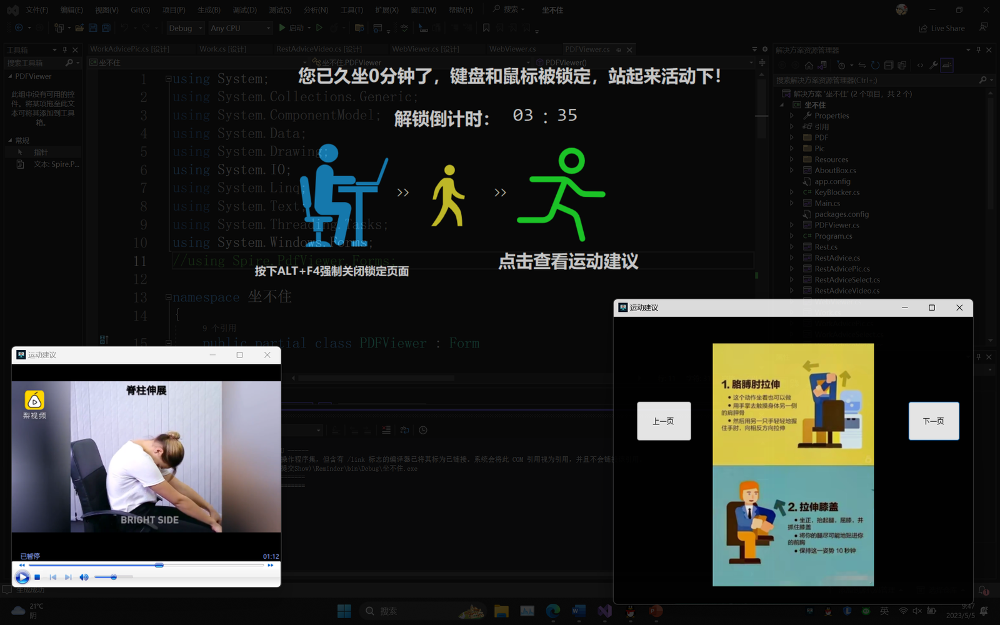 文件(F) 编辑(E) 视图(V) Git(G) 项目(P) 生成(B) 调试(D) 测试(S) 分析(N) 工具(T) 扩展(X) 窗口(W) 帮助(H) 搜索 坐不住
Debug Any CPU 启动 Live Share
工具箱
搜索工具箱
PDFViewer
此组中没有可用的控
件。将某项拖至此文
本可将其添加到工具
箱。
常规
指针
文本: Spire.P...
WorkAdvicePic.cs [设计] Work.cs [设计] RestAdviceVideo.cs [设计] WebViewer.cs [设计] WebViewer.cs PDFViewer.cs
坐不住 坐不住.PDFViewer PDFViewer()
您已久坐0分钟了，键盘和鼠标被锁定，站起来活动下！
解锁倒计时： 03 : 35
1 using System;
2 using System.Collections.Generic;
3 using System.ComponentModel;
4 using System.Data;
5 using System.Drawing;
6 using System.IO;
7 using System.Linq;
8 using System.Text;
9 using System.Threading.Tasks;
10 using System.Windows.Forms;
11 //using Spire.PdfViewer.Forms;
12
13 namespace 坐不住
14 {
9 个引用
15 public partial class PDFViewer : Form
>> >>
按下ALT+F4强制关闭锁定页面
点击查看运动建议
解决方案资源管理器
搜索解决方案资源管理器(Ctrl+;)
解决方案 '坐不住' (2 个项目，共 2 个)
坐不住
Properties
引用
PDF
Pic
Resources
AboutBox.cs
app.config
KeyBlocker.cs
Main.cs
packages.config
PDFViewer.cs
Program.cs
Rest.cs
RestAdvice.cs
RestAdvicePic.cs
RestAdviceSelect.cs
RestAdviceVideo.cs
运动建议
脊柱伸展
梨视频
BRIGHT SIDE
已暂停 01:12
操作程序集，但含有 /link 标志的编译器已将其标为已链接。系统会将此 COM 引用视为引用，并且不会链接
提交Show)\Reminder\bin\Debug\坐不住.exe
运动建议
上一页
下一页
1. 胳膊肘拉伸
• 这个动作坐着也可以做
• 用手掌去触摸身体另一侧
的肩胛骨
• 然后用另一只手轻轻地握
住手肘，向相反方向拉伸
2. 拉伸膝盖
• 坐正，抬起腿，屈膝，并
抓住膝盖
• 将你的腿尽可能地贴进你
的前胸
• 保持这一姿势 10 秒钟
生成成功
21°C
阴
搜索
英
9:47
2023/5/5